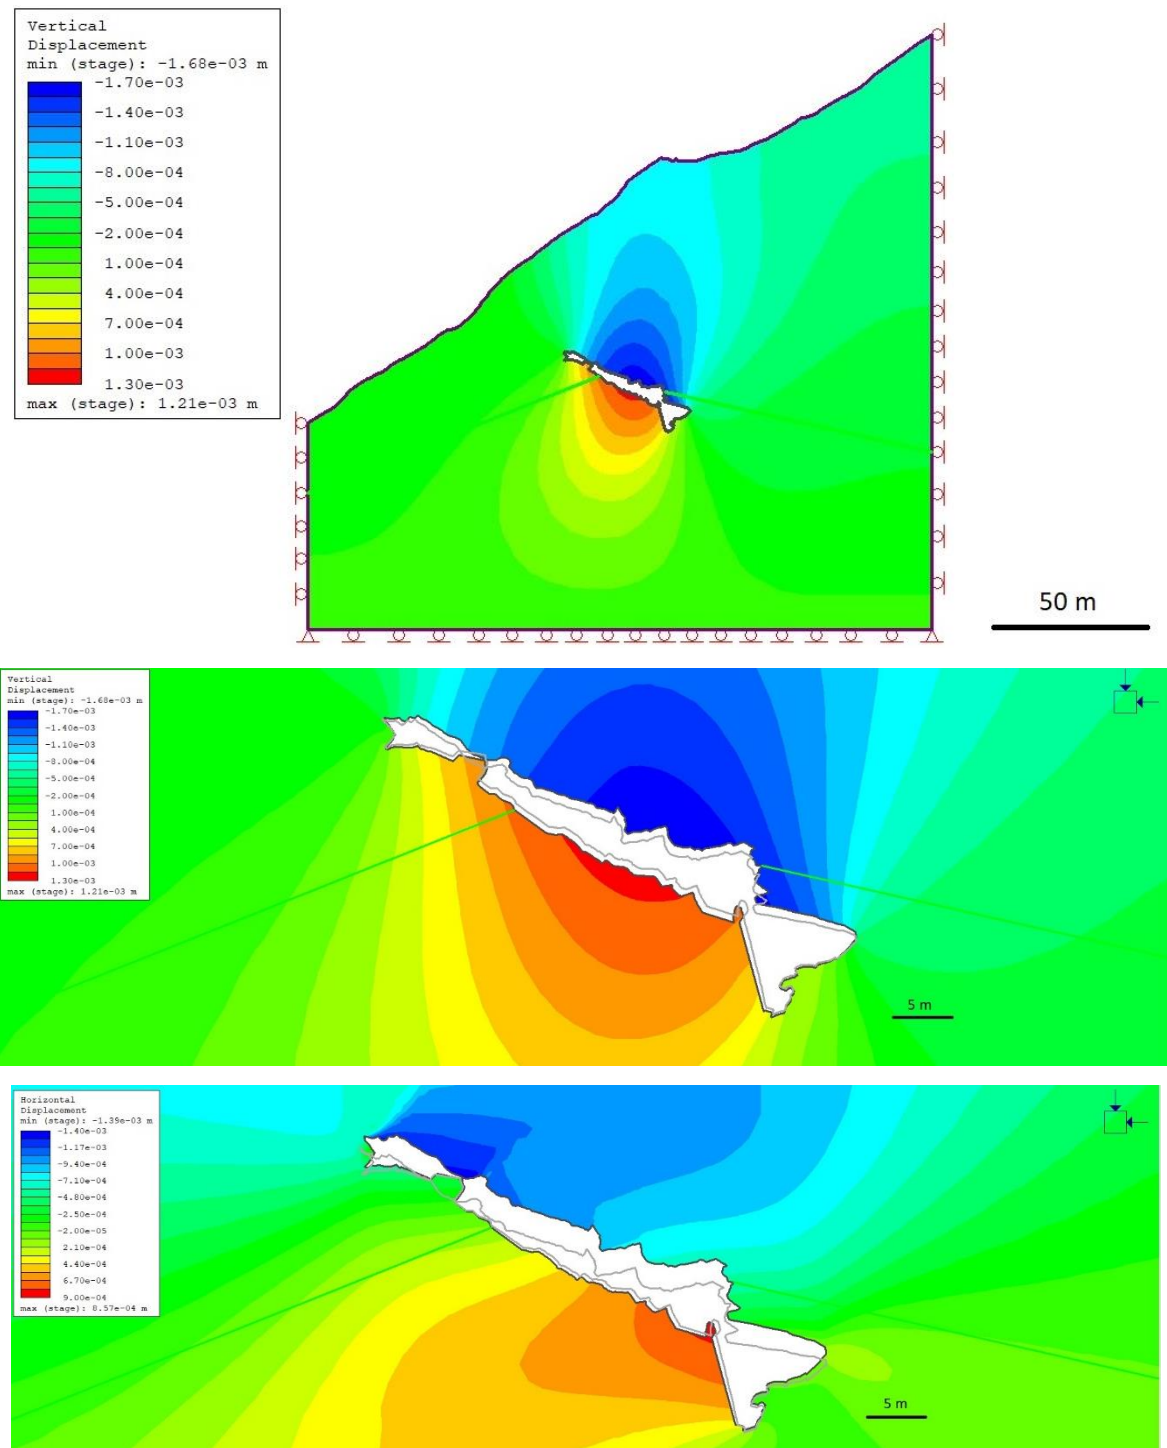 Vertical
Displacement
min (stage): -1.68e-03 m
-1.70e-03
-1.40e-03
-1.10e-03
-8.00e-04
-5.00e-04
-2.00e-04
1.00e-04
4.00e-04
7.00e-04
1.00e-03
1.30e-03
max (stage): 1.21e-03 m
50 m
Vertical
Displacement
min (stage): -1.68e-03 m
-1.70e-03
-1.40e-03
-1.10e-03
-8.00e-04
-5.00e-04
-2.00e-04
1.00e-04
4.00e-04
7.00e-04
1.00e-03
1.30e-03
max (stage): 1.21e-03 m
5 m
Horizontal
Displacement
min (stage): -1.39e-03 m
-1.40e-03
-1.17e-03
-9.40e-04
-7.10e-04
-4.80e-04
-2.50e-04
-2.00e-05
2.10e-04
4.40e-04
6.70e-04
9.00e-04
max (stage): 8.57e-04 m
5 m